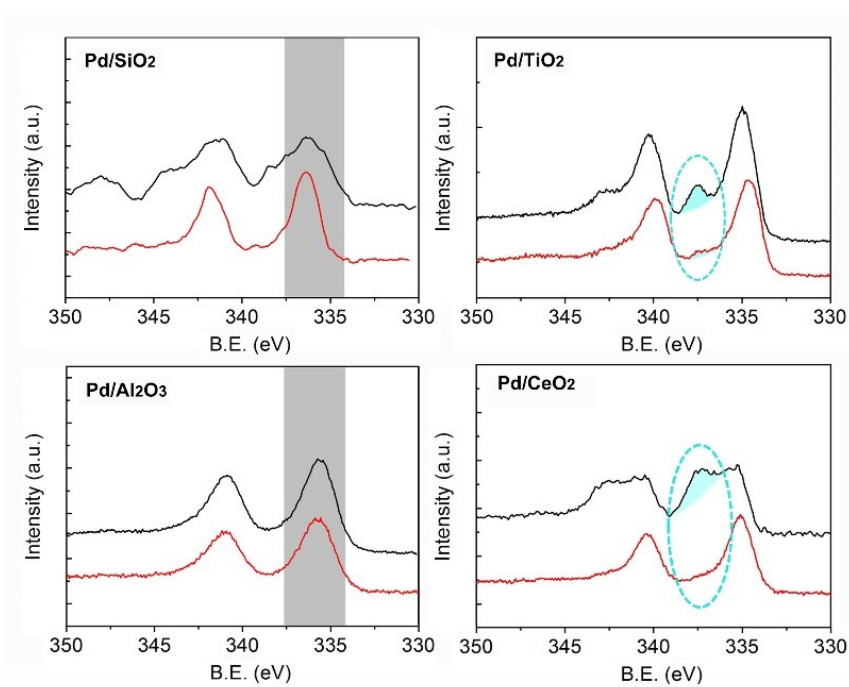 Pd/SiO2
Intensity (a.u.)
350 345 340 335 330
B.E. (eV)
Pd/TiO2
Intensity (a.u.)
350 345 340 335 330
B.E. (eV)
Pd/Al2O3
Intensity (a.u.)
350 345 340 335 330
B.E. (eV)
Pd/CeO2
Intensity (a.u.)
350 345 340 335 330
B.E. (eV)